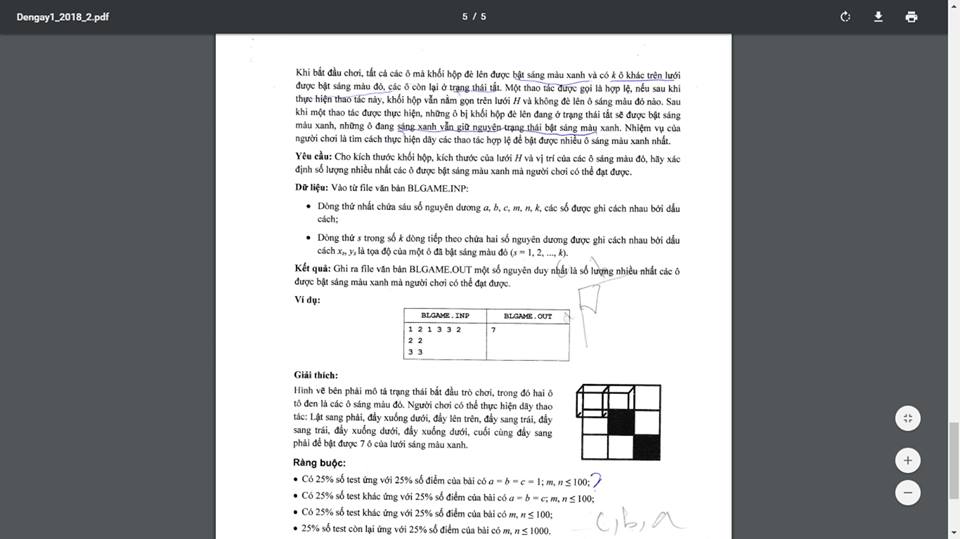 Dengay1_2018_2.pdf
5 / 5
Khi bắt đầu chơi, tất cả các ô mà khối hộp đè lên được bật sáng màu xanh và có k ô khác trên lưới
được bật sáng màu đỏ, các ô còn lại ở trạng thái tắt. Một thao tác được gọi là hợp lệ, nếu sau khi
thực hiện thao tác này, khối hộp vẫn nằm gọn trên lưới H và không đè lên ô sáng màu đỏ nào. Sau
khi một thao tác được thực hiện, những ô bị khối hộp đè lên đang ở trạng thái tắt sẽ được bật sáng
màu xanh, những ô đang sáng xanh vẫn giữ nguyên trạng thái bật sáng màu xanh. Nhiệm vụ của
người chơi là tìm cách thực hiện dãy các thao tác hợp lệ để bật được nhiều ô sáng màu xanh nhất.
Yêu cầu: Cho kích thước khối hộp, kích thước của lưới H và vị trí của các ô sáng màu đỏ, hãy xác
định số lượng nhiều nhất các ô được bật sáng màu xanh mà người chơi có thể đạt được.
Dữ liệu: Vào từ file văn bản BLGAME.INP:
• Dòng thứ nhất chứa sáu số nguyên dương a, b, c, m, n, k, các số được ghi cách nhau bởi dấu
cách;
• Dòng thứ s trong số k dòng tiếp theo chứa hai số nguyên dương được ghi cách nhau bởi dấu
cách xₛ, yₛ là tọa độ của một ô đã bật sáng màu đỏ (s = 1, 2, ..., k).
Kết quả: Ghi ra file văn bản BLGAME.OUT một số nguyên duy nhất là số lượng nhiều nhất các ô
được bật sáng màu xanh mà người chơi có thể đạt được.
Ví dụ:
BLGAME.INP BLGAME.OUT
1 2 1 3 3 2 7
2 2
3 3
Giải thích:
Hình vẽ bên phải mô tả trạng thái bắt đầu trò chơi, trong đó hai ô
tô đen là các ô sáng màu đỏ. Người chơi có thể thực hiện dãy thao
tác: Lật sang phải, đẩy xuống dưới, đẩy lên trên, đẩy sang trái, đẩy
sang trái, đẩy xuống dưới, đẩy xuống dưới, cuối cùng đẩy sang
phải để bật được 7 ô của lưới sáng màu xanh.
Ràng buộc:
• Có 25% số test ứng với 25% số điểm của bài có a = b = c = 1; m, n ≤ 100; ?
• Có 25% số test khác ứng với 25% số điểm của bài có a = b = c; m, n ≤ 100;
• Có 25% số test khác ứng với 25% số điểm của bài có m, n ≤ 100;
• 25% số test còn lại ứng với 25% số điểm của bài có m, n ≤ 1000.
c, b, a